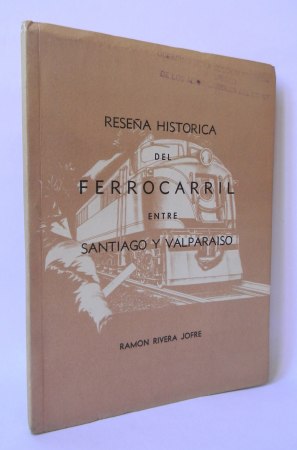 RESEÑA HISTORICA
DEL
FERROCARRIL
ENTRE
SANTIAGO Y VALPARAISO
RAMON RIVERA JOFRE